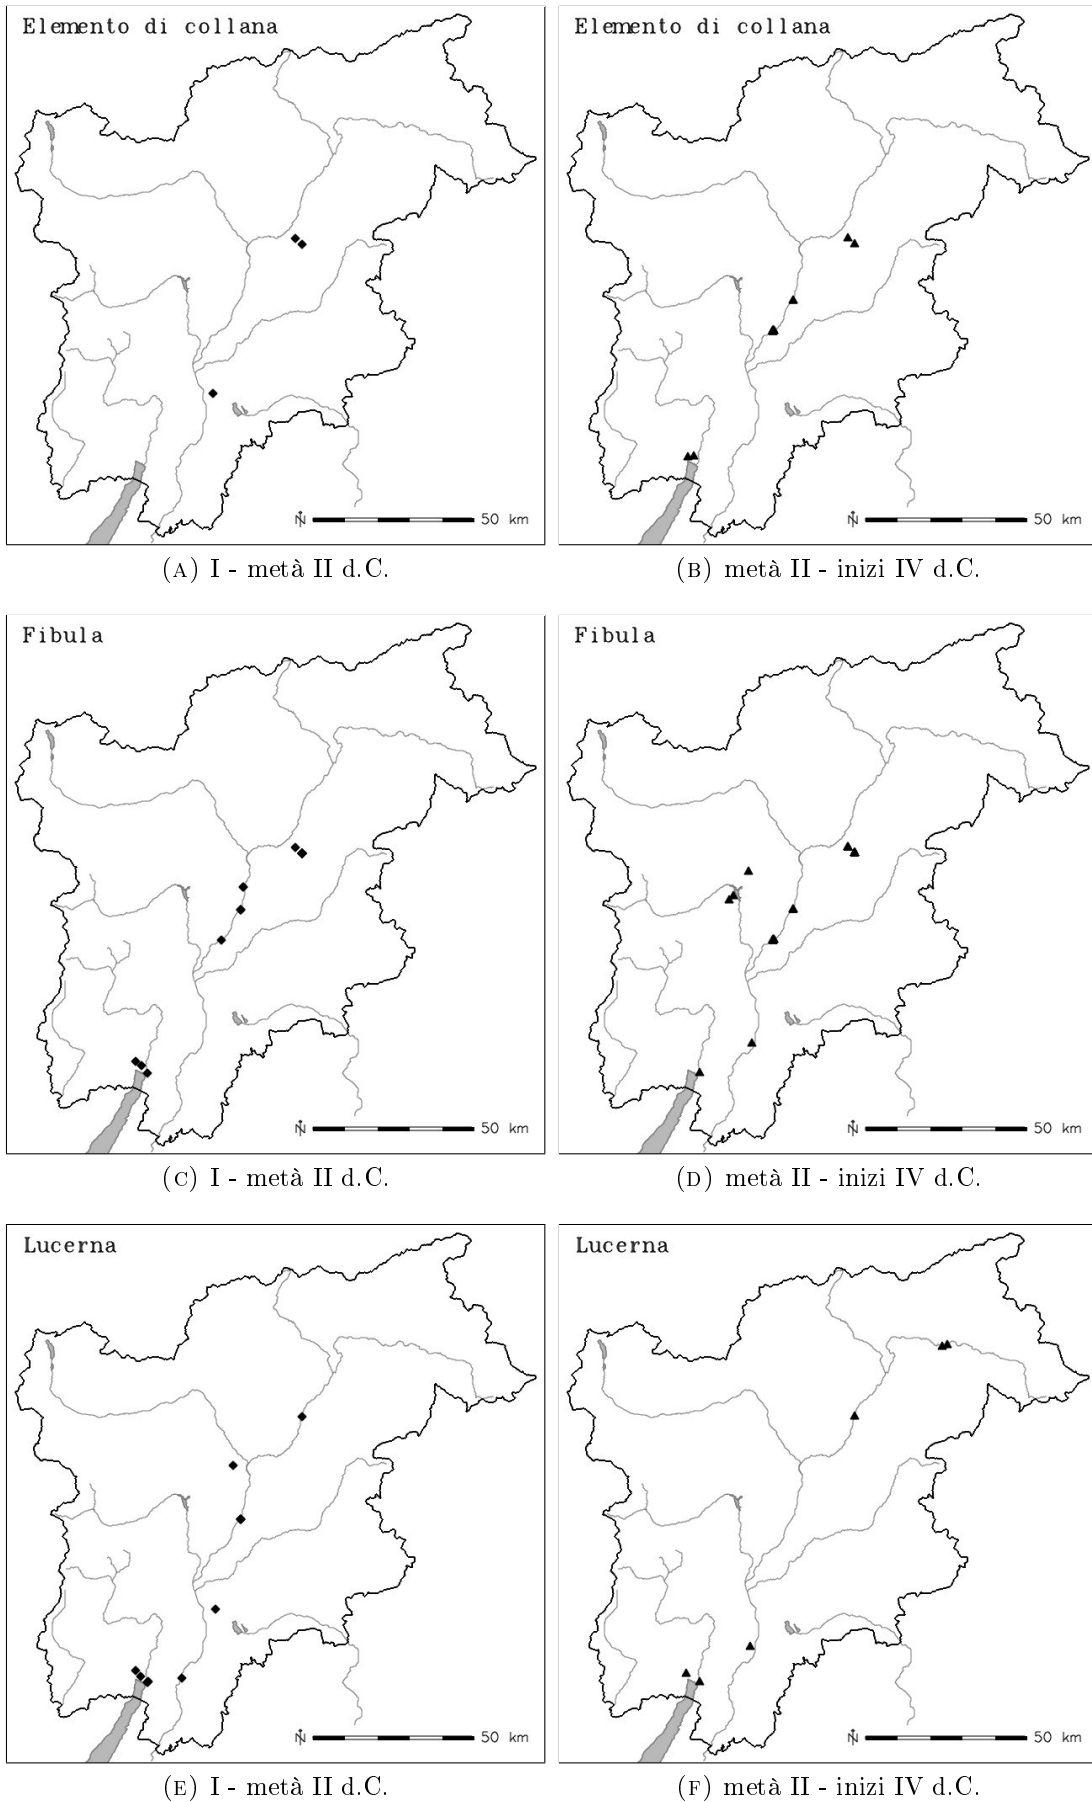 Elemento di collana
Elemento di collana
N 50 km
N 50 km
(A) I - metà II d.C.
(B) metà II - inizi IV d.C.
Fibula
Fibula
N 50 km
N 50 km
(C) I - metà II d.C.
(D) metà II - inizi IV d.C.
Lucerna
Lucerna
N 50 km
N 50 km
(E) I - metà II d.C.
(F) metà II - inizi IV d.C.